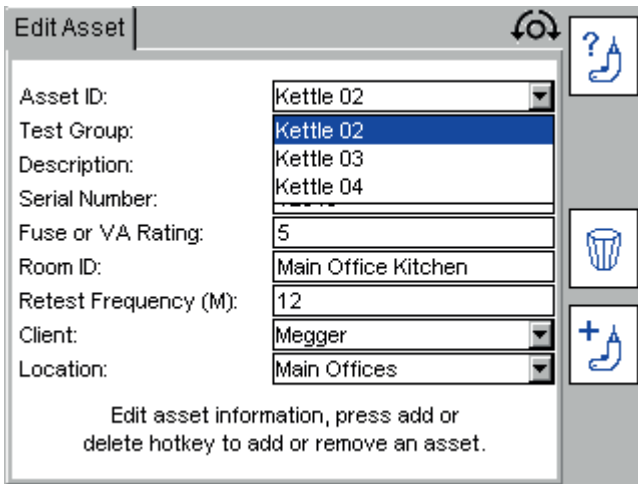 Edit Asset
?
Asset ID: Kettle 02
Test Group: Kettle 02
Description: Kettle 03
Kettle 04
Serial Number:
Fuse or VA Rating: 5
Room ID: Main Office Kitchen
Retest Frequency (M): 12
Client: Megger
+
Location: Main Offices
Edit asset information, press add or
delete hotkey to add or remove an asset.